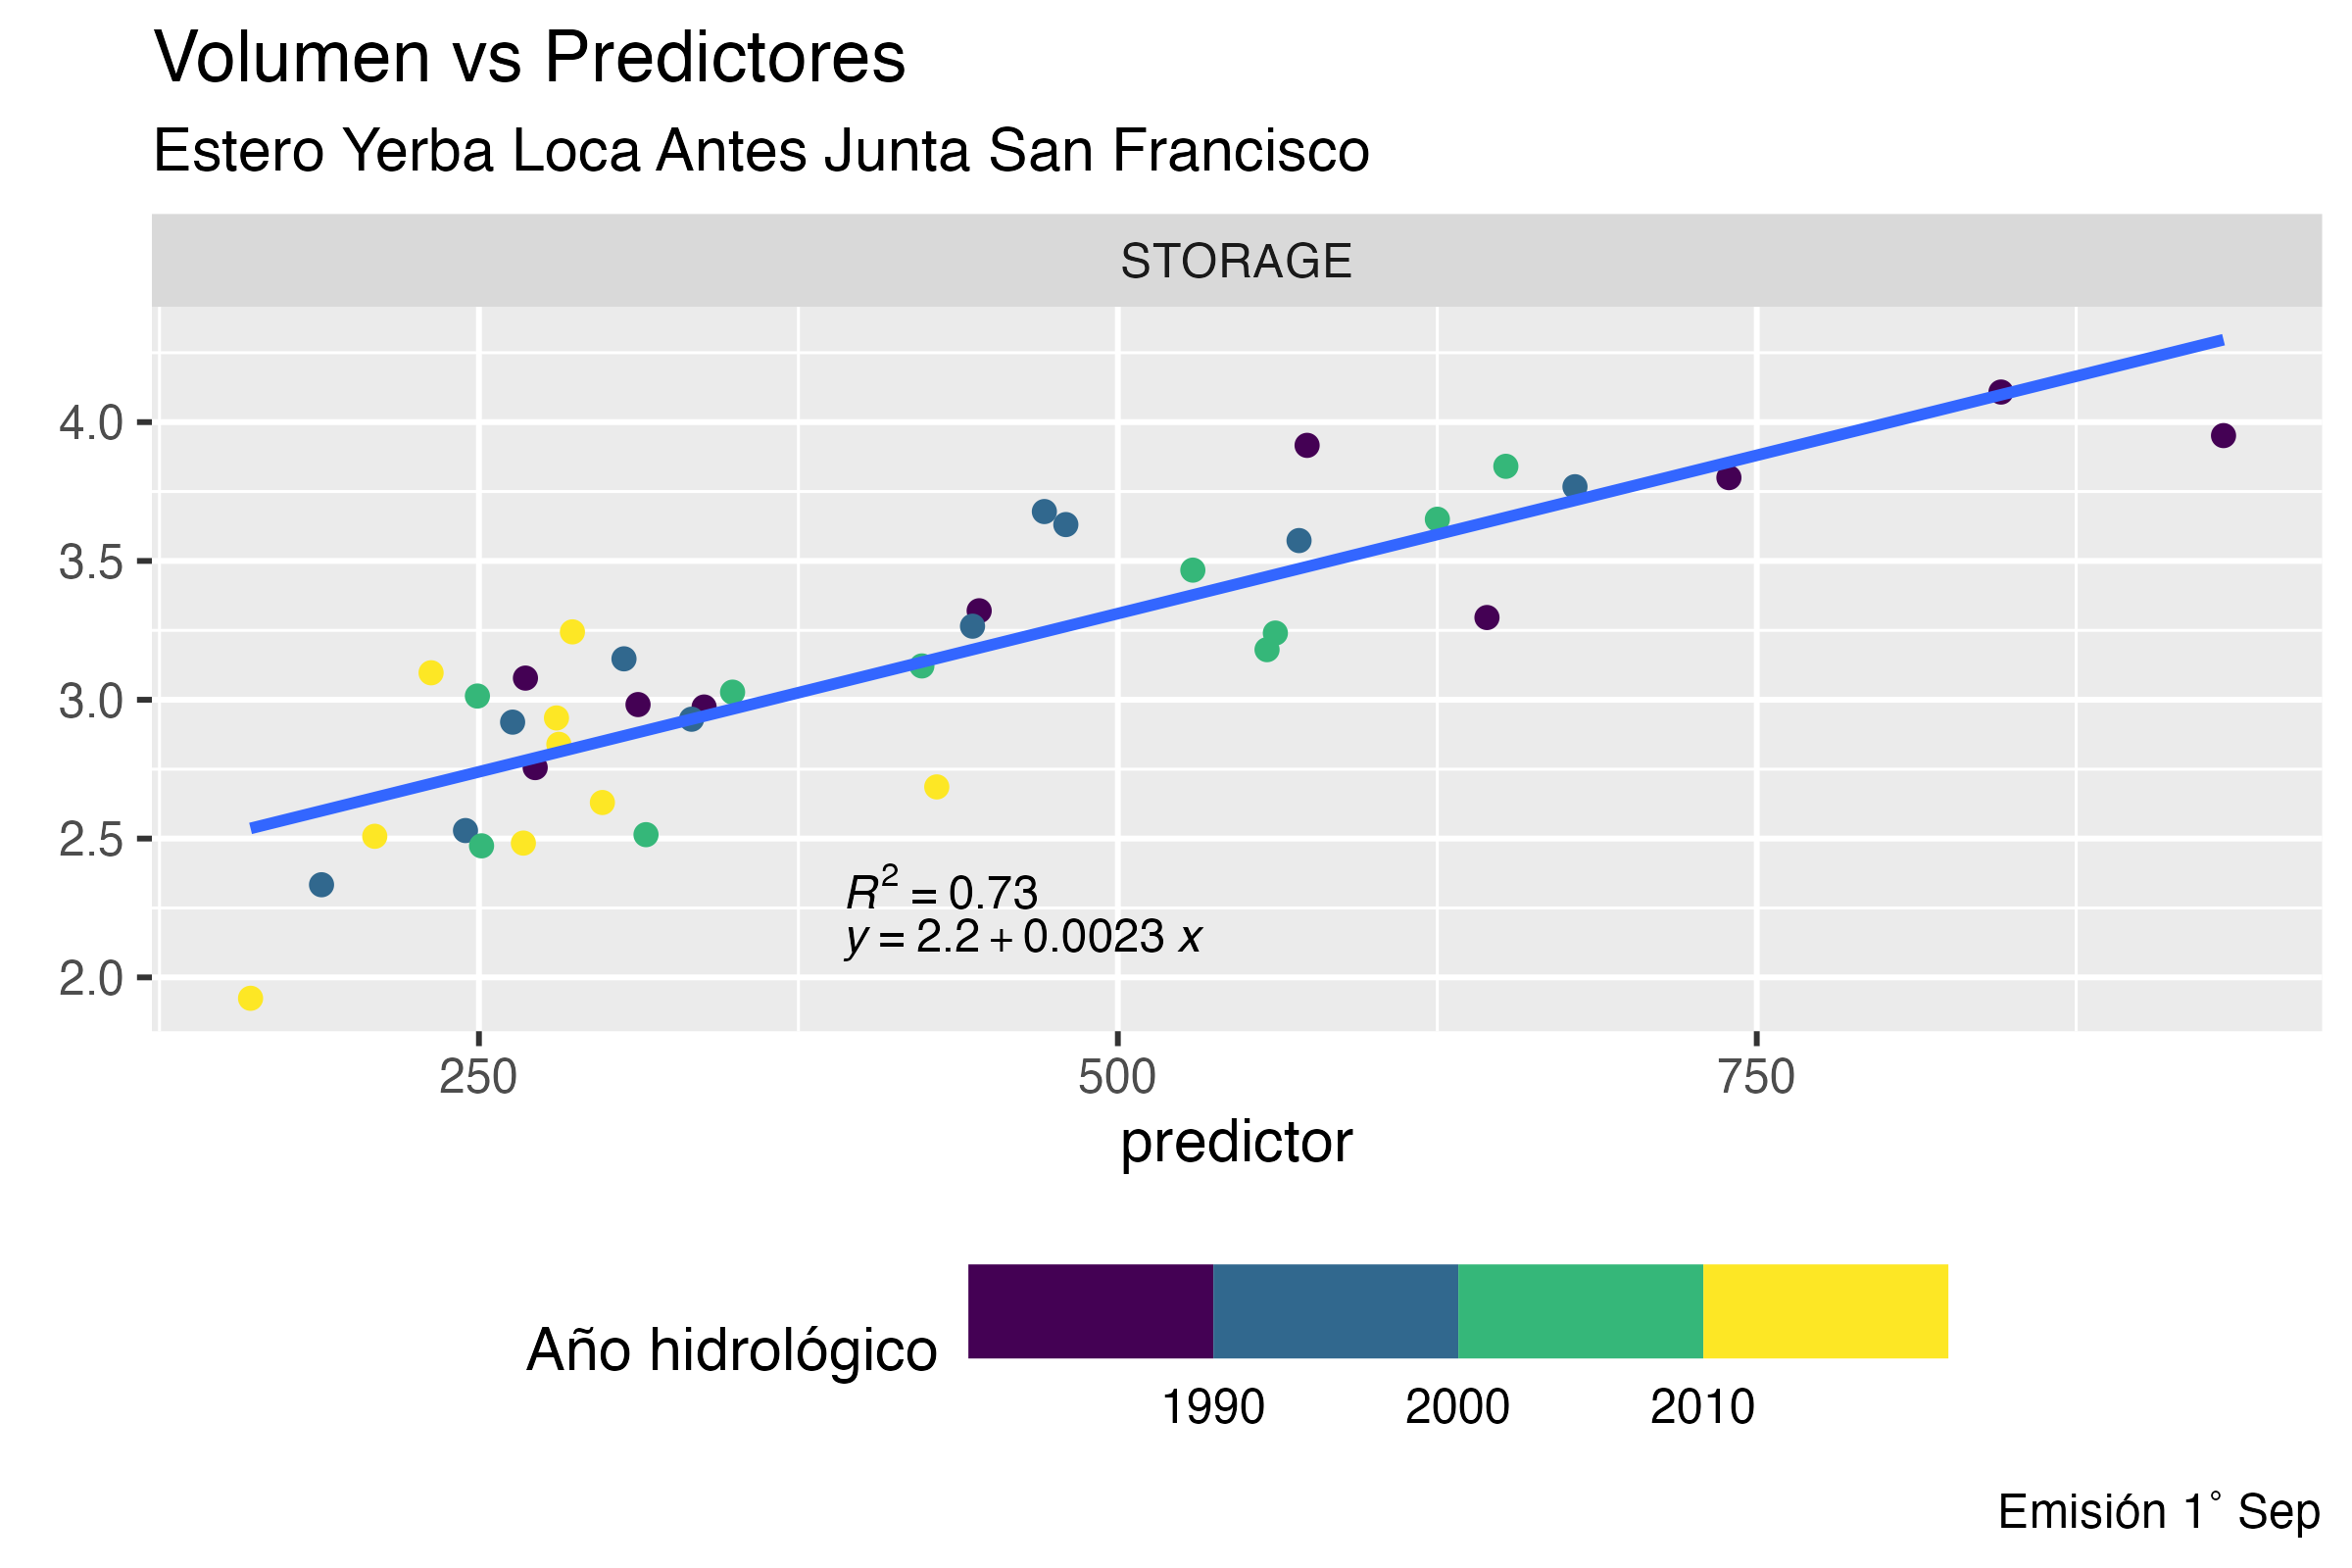 Volumen vs Predictores
Estero Yerba Loca Antes Junta San Francisco
STORAGE
4.0
3.5
3.0
2.5
2.0
R² = 0.73
y = 2.2 + 0.0023 x
250 500 750
predictor
Año hidrológico
1990 2000 2010
Emisión 1° Sep